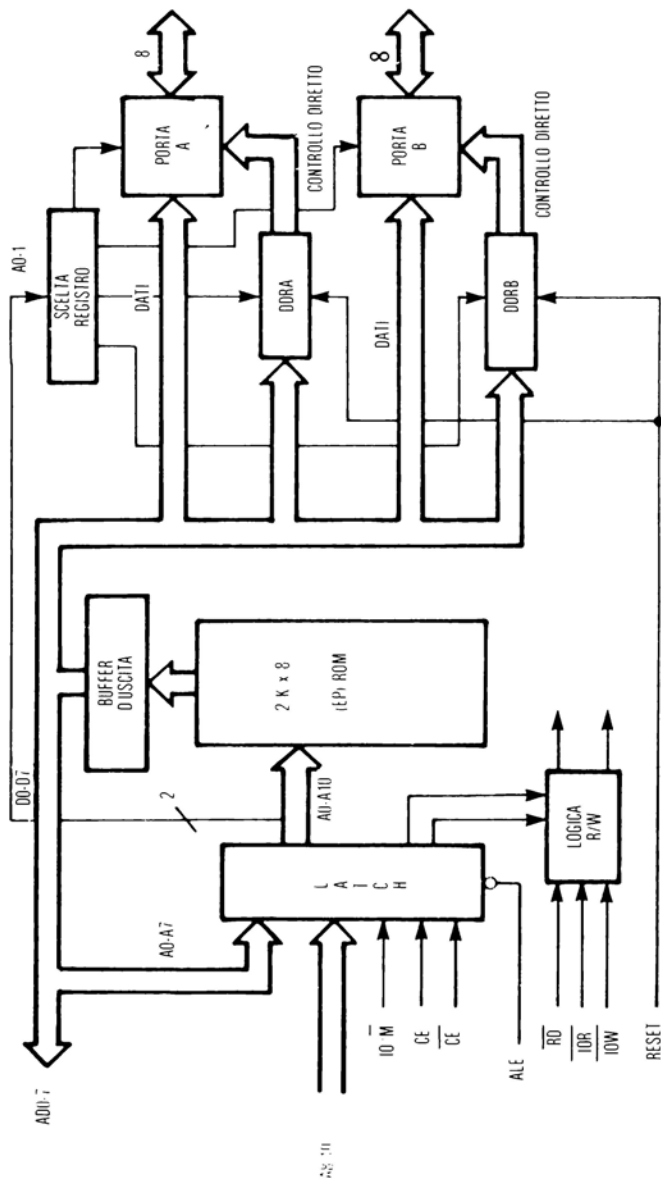 AD0-7
A0-A7
D0-D7
2
A0-1
SCELTA
REGISTRO
BUFFER
D'USCITA
DATI
PORTA
A
8
CONTROLLO DIRETTO
DDRA
DATI
PORTA
B
8
CONTROLLO DIRETTO
DDRB
2 K x 8
(EP) ROM
A0-A10
LATCH
IO M
CE
CE
ALE
LOGICA
R/W
RD
IOR
IOW
RESET